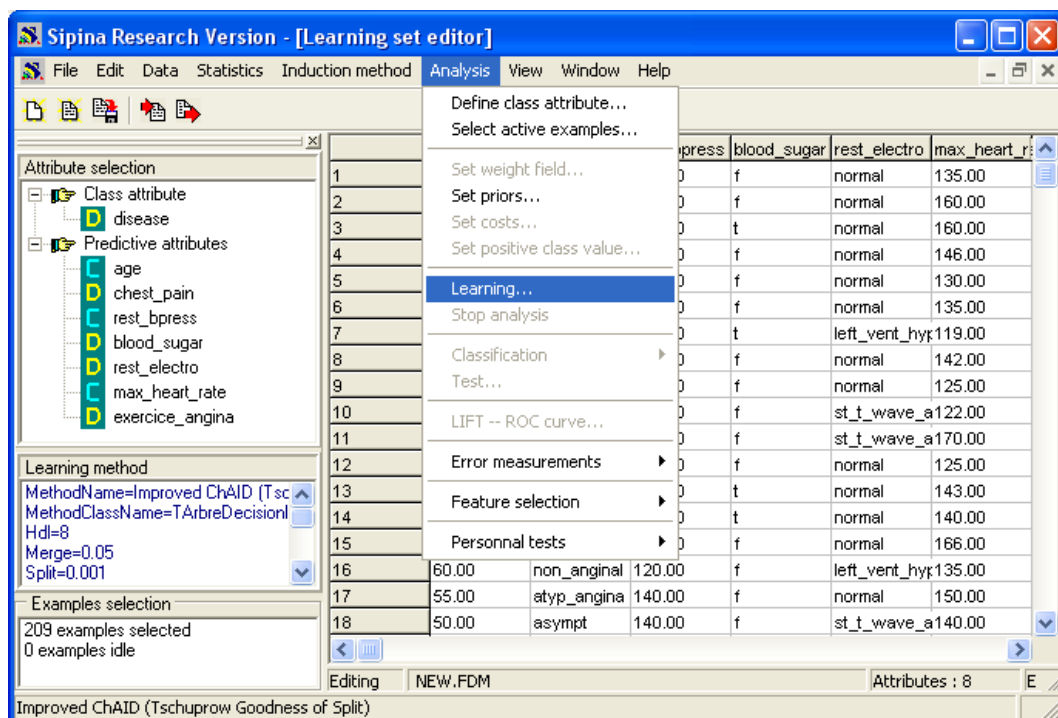 Sipina Research Version - [Learning set editor]
File Edit Data Statistics Induction method Analysis View Window Help
Define class attribute...
Select active examples...
Set weight field...
Set priors...
Set costs...
Set positive class value...
Learning...
Stop analysis
Classification
Test...
LIFT -- ROC curve...
Error measurements
Feature selection
Personnal tests
Attribute selection
Class attribute
D disease
Predictive attributes
C age
D chest_pain
C rest_bpress
D blood_sugar
D rest_electro
C max_heart_rate
D exercice_angina
Learning method
MethodName=Improved ChAID (Tsc
MethodClassName=TArbreDecisionI
Hdl=8
Merge=0.05
Split=0.001
Examples selection
209 examples selected
0 examples idle
press blood_sugar rest_electro max_heart_r
1 f normal 135.00
2 f normal 160.00
3 t normal 160.00
4 f normal 146.00
5 f normal 130.00
6 f normal 135.00
7 t left_vent_hyp 119.00
8 f normal 142.00
9 f normal 125.00
10 f st_t_wave_a 122.00
11 f st_t_wave_a 170.00
12 f normal 125.00
13 t normal 143.00
14 t normal 140.00
15 f normal 166.00
16 60.00 non_anginal 120.00 f left_vent_hyp 135.00
17 55.00 atyp_angina 140.00 f normal 150.00
18 50.00 asympt 140.00 f st_t_wave_a 140.00
Editing NEW.FDM Attributes : 8 E
Improved ChAID (Tschuprow Goodness of Split)